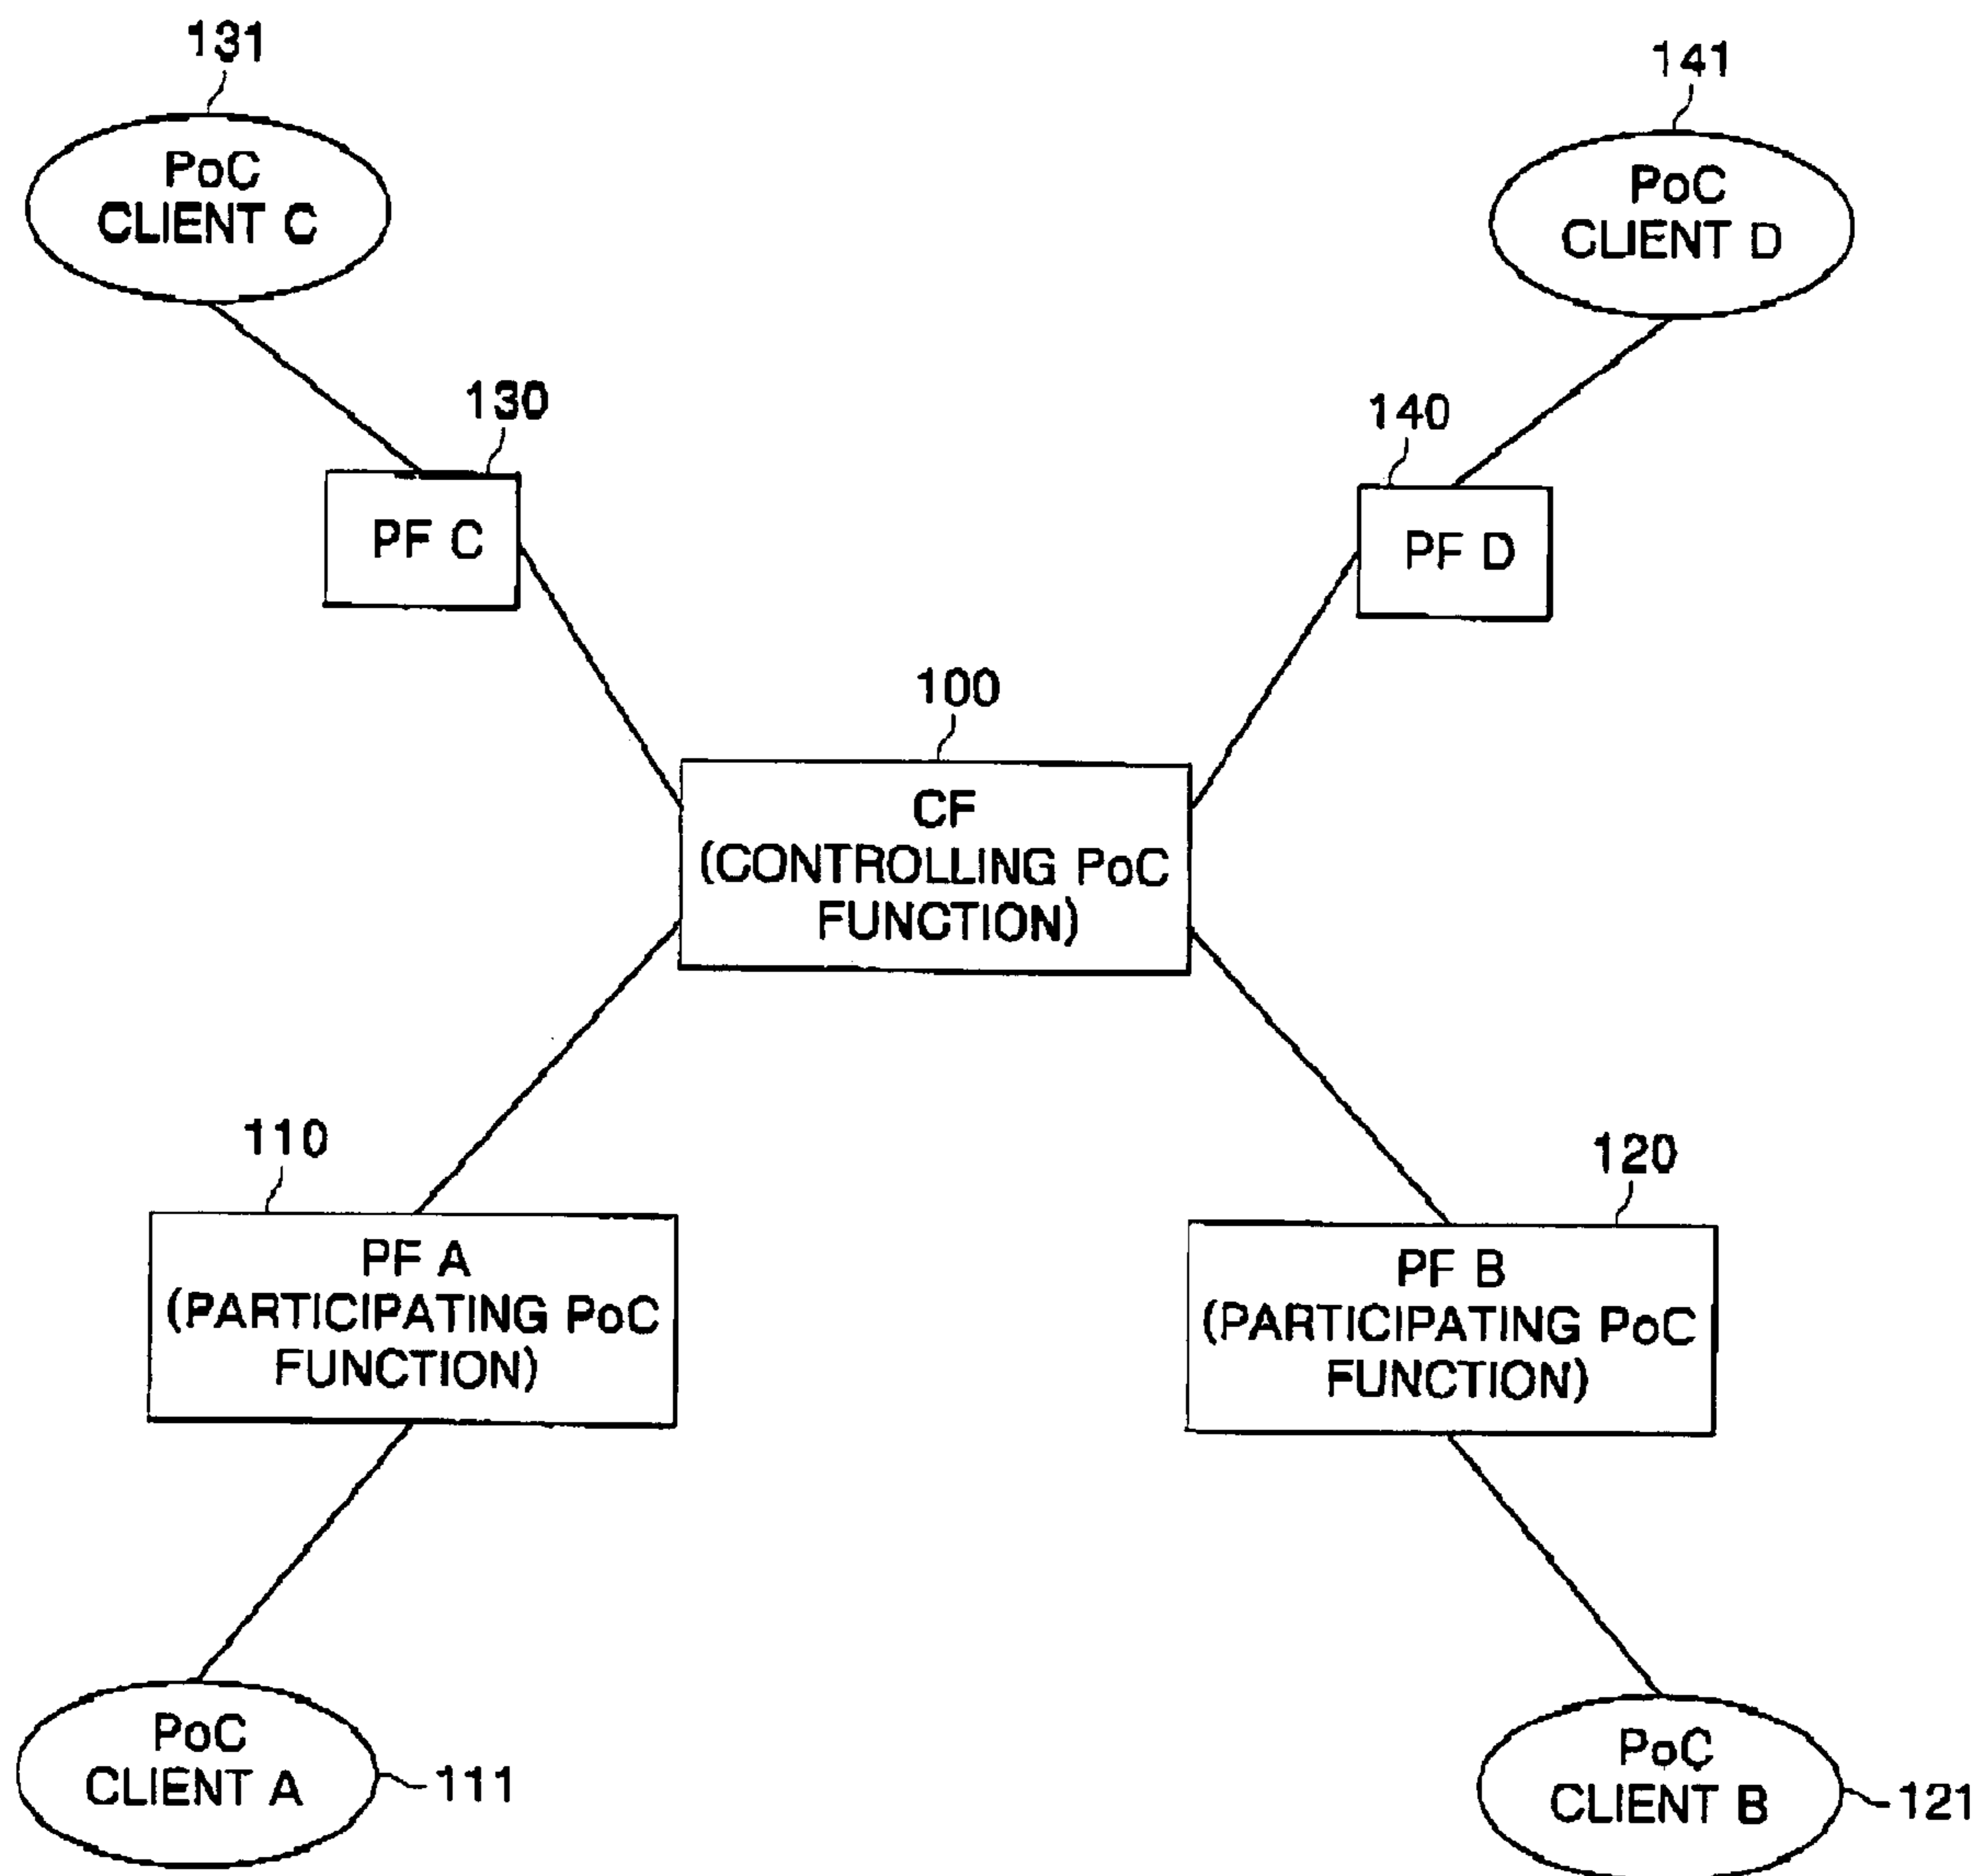 131
141
PoC
CLIENT C
PoC
CLIENT D
130
140
PF C
PF D
100
CF
(CONTROLLING PoC
FUNCTION)
110
120
PF A
(PARTICIPATING PoC
FUNCTION)
PF B
(PARTICIPATING PoC
FUNCTION)
PoC
CLIENT A
111
PoC
CLIENT B
121